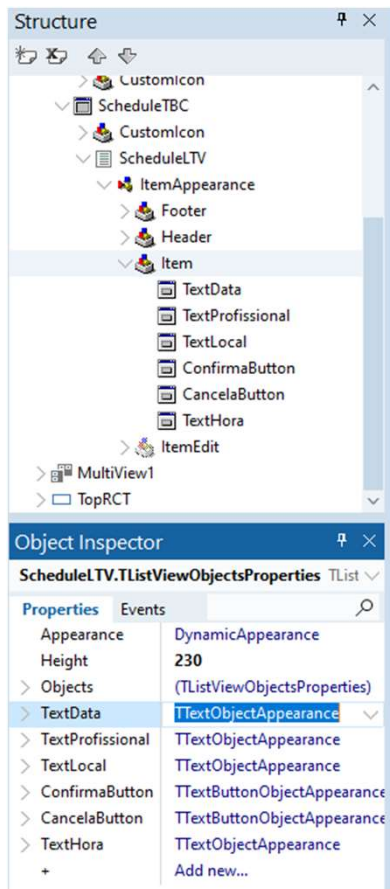 Structure
CustomIcon
ScheduleTBC
CustomIcon
ScheduleLTV
ItemAppearance
Footer
Header
Item
TextData
TextProfissional
TextLocal
ConfirmaButton
CancelaButton
TextHora
ItemEdit
MultiView1
TopRCT
Object Inspector
ScheduleLTV.TListViewObjectsProperties TList
Properties Events
Appearance DynamicAppearance
Height 230
Objects (TListViewObjectsProperties)
TextData TTextObjectAppearance
TextProfissional TTextObjectAppearance
TextLocal TTextObjectAppearance
ConfirmaButton TTextButtonObjectAppearance
CancelaButton TTextButtonObjectAppearance
TextHora TTextObjectAppearance
+ Add new...